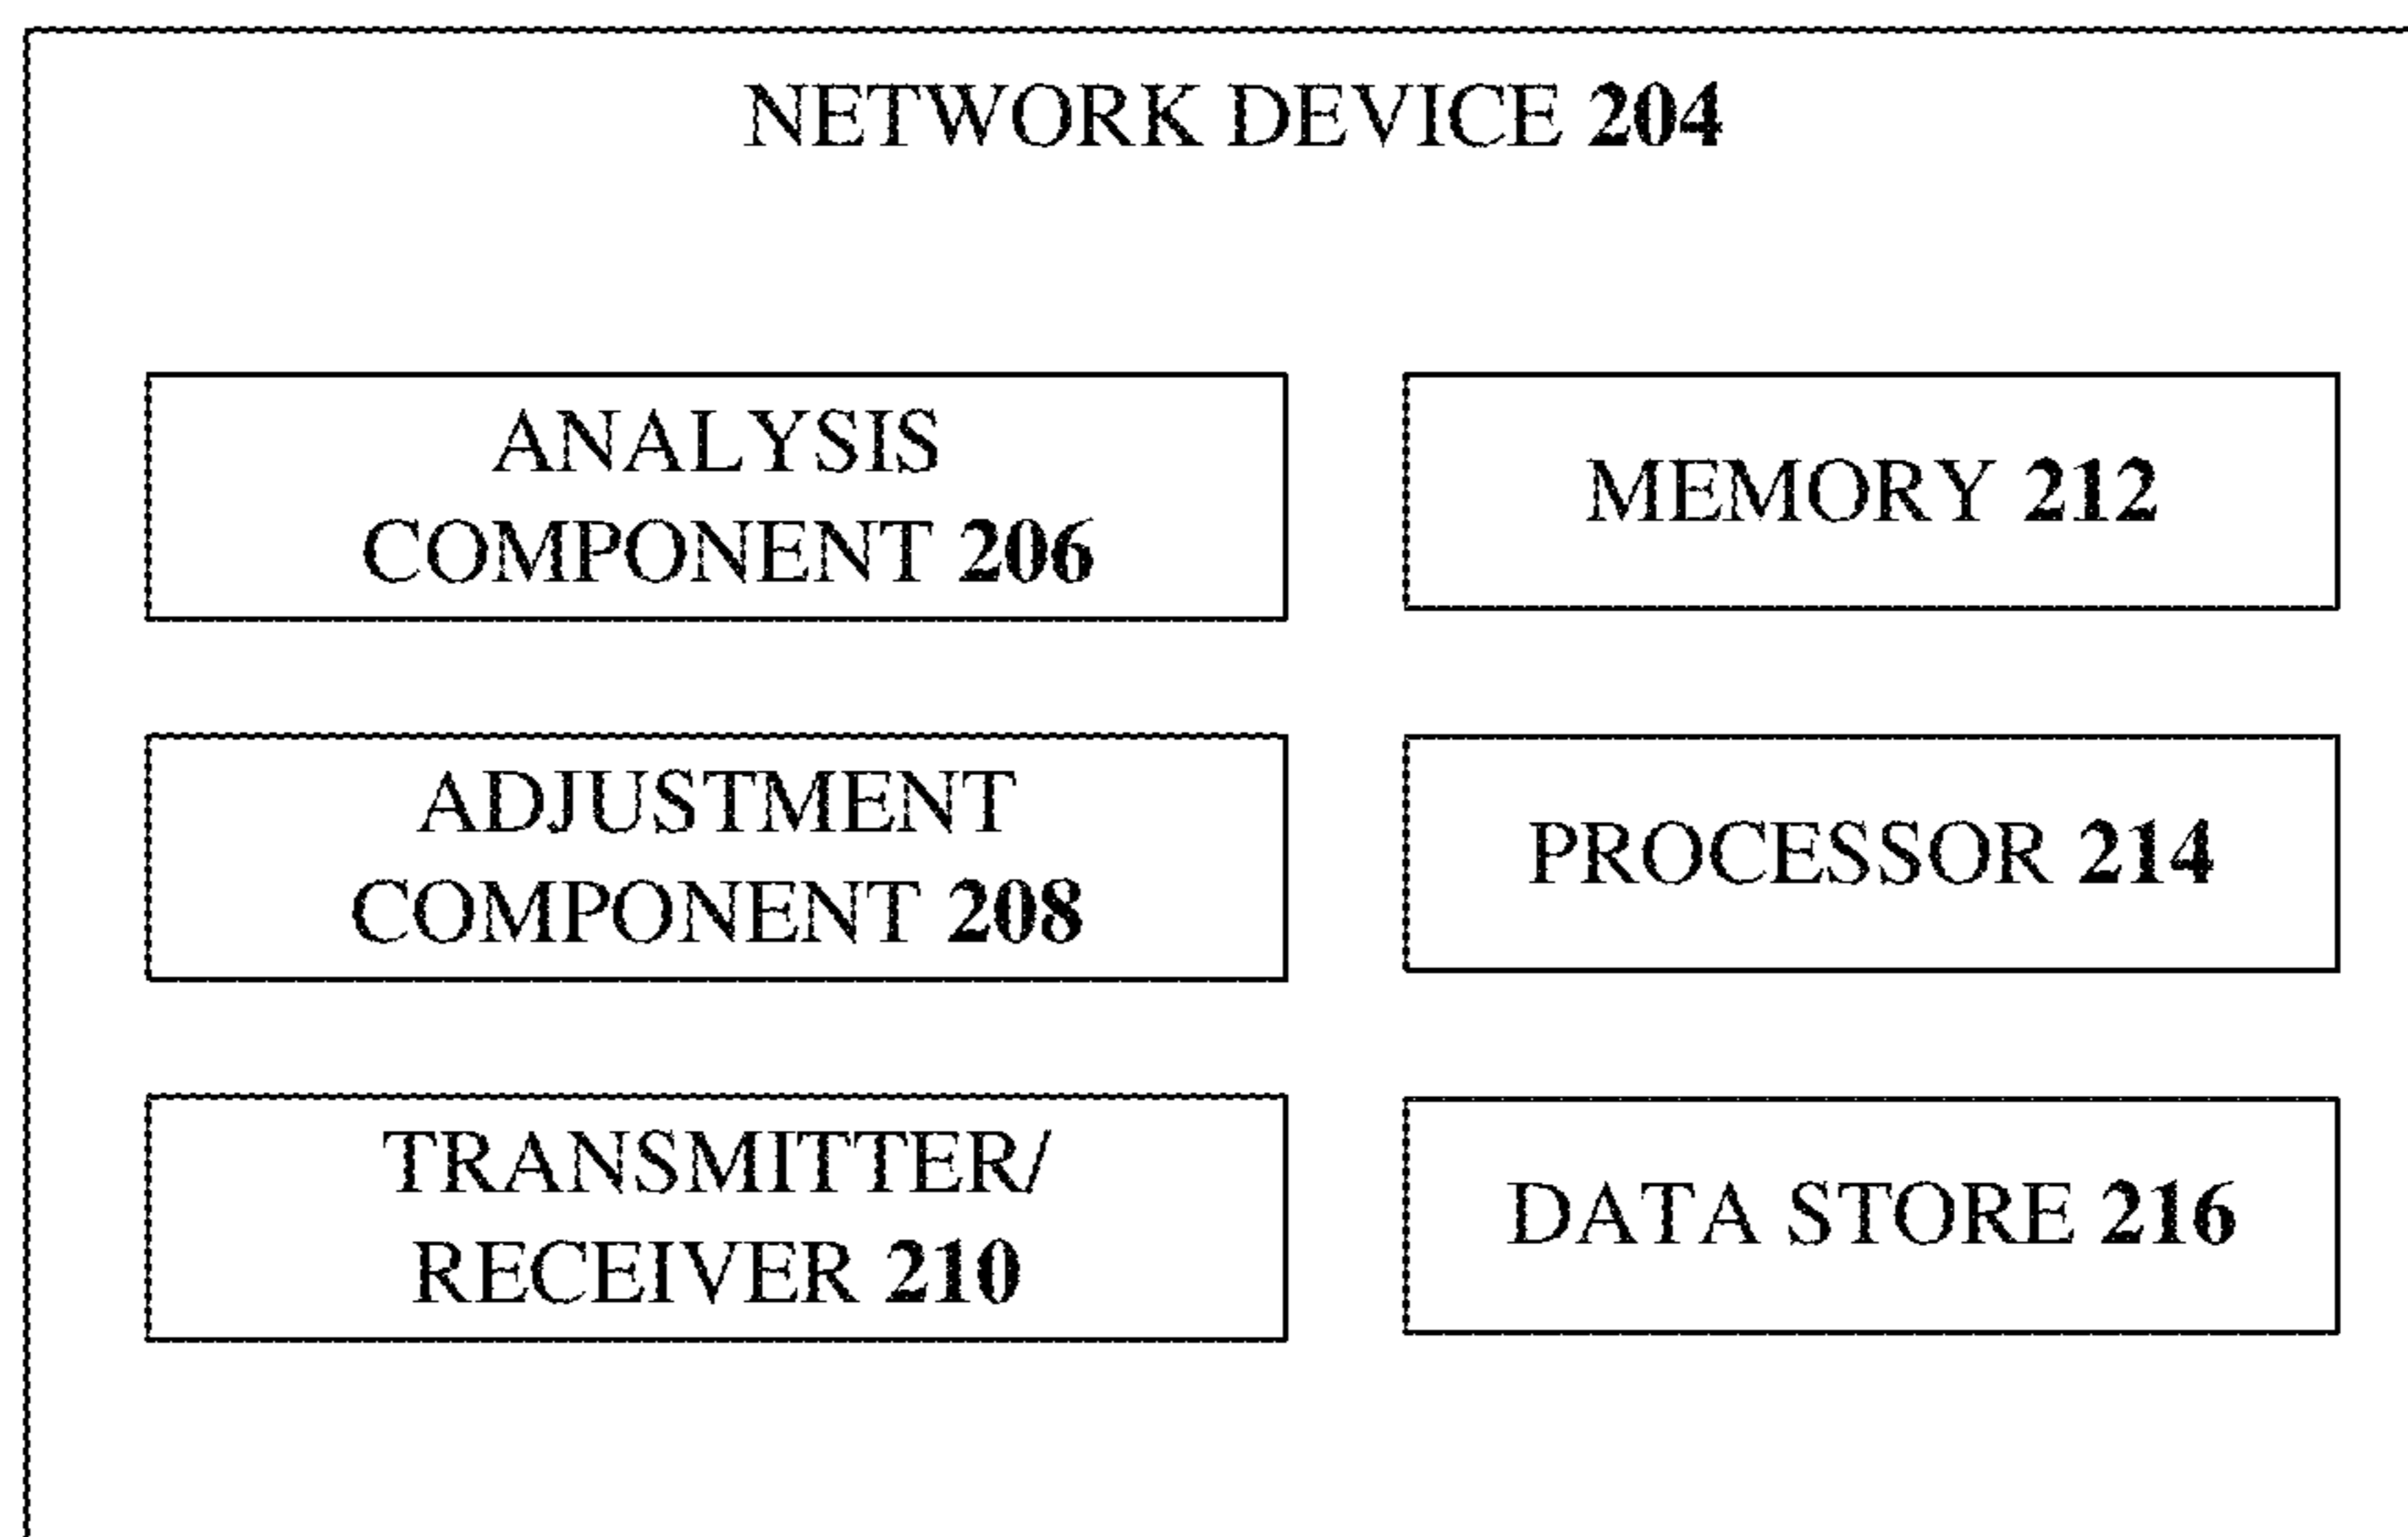 NETWORK DEVICE 204
ANALYSIS
COMPONENT 206
MEMORY 212
ADJUSTMENT
COMPONENT 208
PROCESSOR 214
TRANSMITTER/
RECEIVER 210
DATA STORE 216